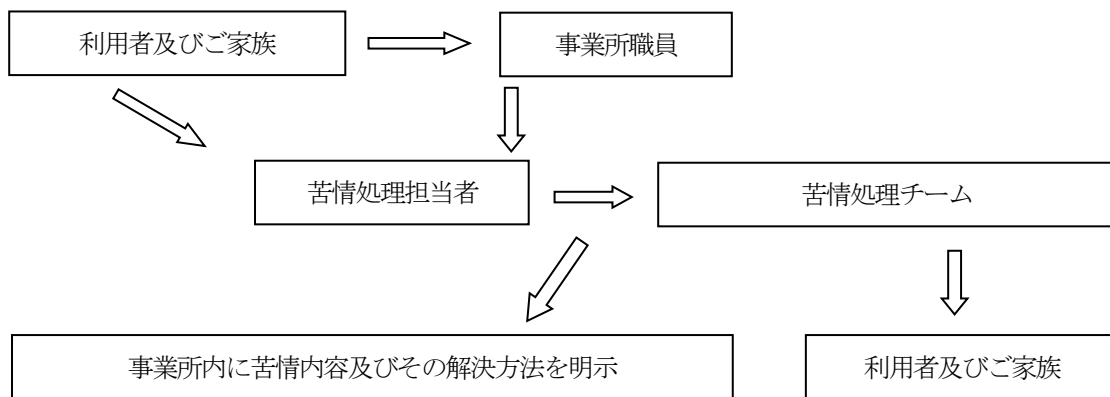 利用者及びご家族
事業所職員
苦情処理担当者
苦情処理チーム
事業所内に苦情内容及びその解決方法を明示
利用者及びご家族